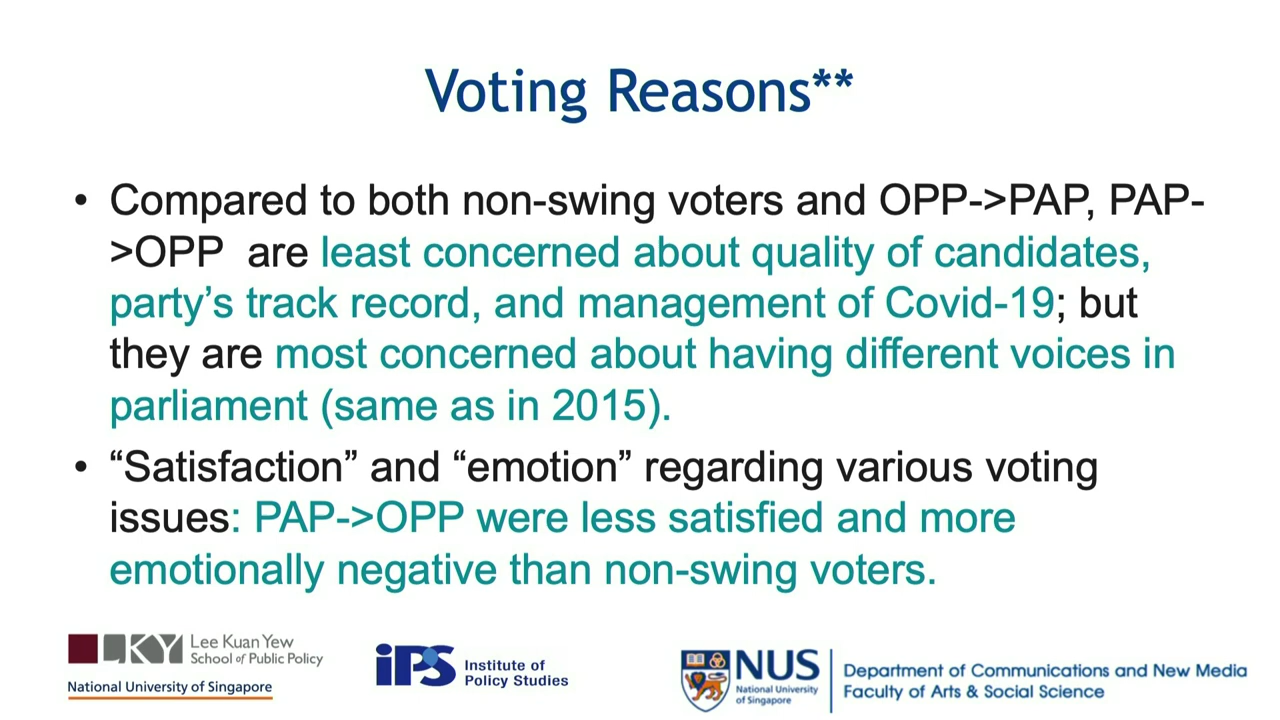 Voting Reasons**
• Compared to both non-swing voters and OPP->PAP, PAP-
>OPP  are least concerned about quality of candidates,
party’s track record, and management of Covid-19; but
they are most concerned about having different voices in
parliament (same as in 2015).
• “Satisfaction” and “emotion” regarding various voting
issues: PAP->OPP were less satisfied and more
emotionally negative than non-swing voters.
LKY Lee Kuan Yew
School of Public Policy
National University of Singapore
iPS Institute of
Policy Studies
NUS
National University
of Singapore
Department of Communications and New Media
Faculty of Arts & Social Science